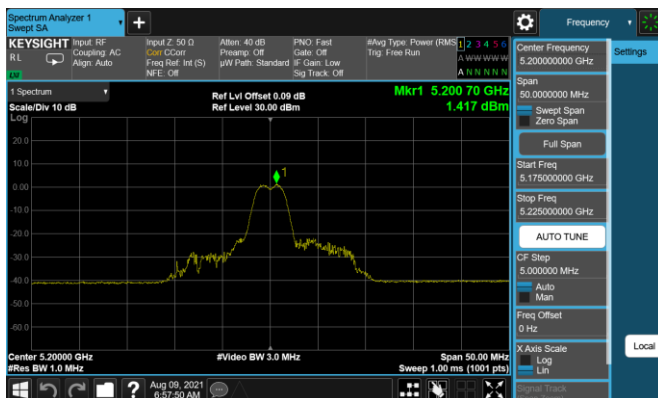 Spectrum Analyzer 1
Swept SA
Frequency
KEYSIGHT
Input: RF
Coupling: AC
Align: Auto
Input Z: 50 Ω
Corr CCorr
Freq Ref: Int (S)
NFE: Off
Atten: 40 dB
Preamp: Off
µW Path: Standard
PNO: Fast
Gate: Off
IF Gain: Low
Sig Track: Off
#Avg Type: Power (RMS)
Trig: Free Run
1 2 3 4 5 6
A W W W W W
A N N N N N
R L
LXI
1 Spectrum
Scale/Div 10 dB
Log
Ref Lvl Offset 0.09 dB
Ref Level 30.00 dBm
Mkr1 5.200 70 GHz
1.417 dBm
20.0
10.0
0.00
-10.0
-20.0
-30.0
-40.0
-50.0
-60.0
1
Center 5.20000 GHz
#Res BW 1.0 MHz
#Video BW 3.0 MHz
Span 50.00 MHz
Sweep 1.00 ms (1001 pts)
Aug 09, 2021
6:57:50 AM
Center Frequency
5.200000000 GHz
Span
50.0000000 MHz
Swept Span
Zero Span
Full Span
Start Freq
5.175000000 GHz
Stop Freq
5.225000000 GHz
AUTO TUNE
CF Step
5.000000 MHz
Auto
Man
Freq Offset
0 Hz
X Axis Scale
Log
Lin
Signal Track
Settings
Local